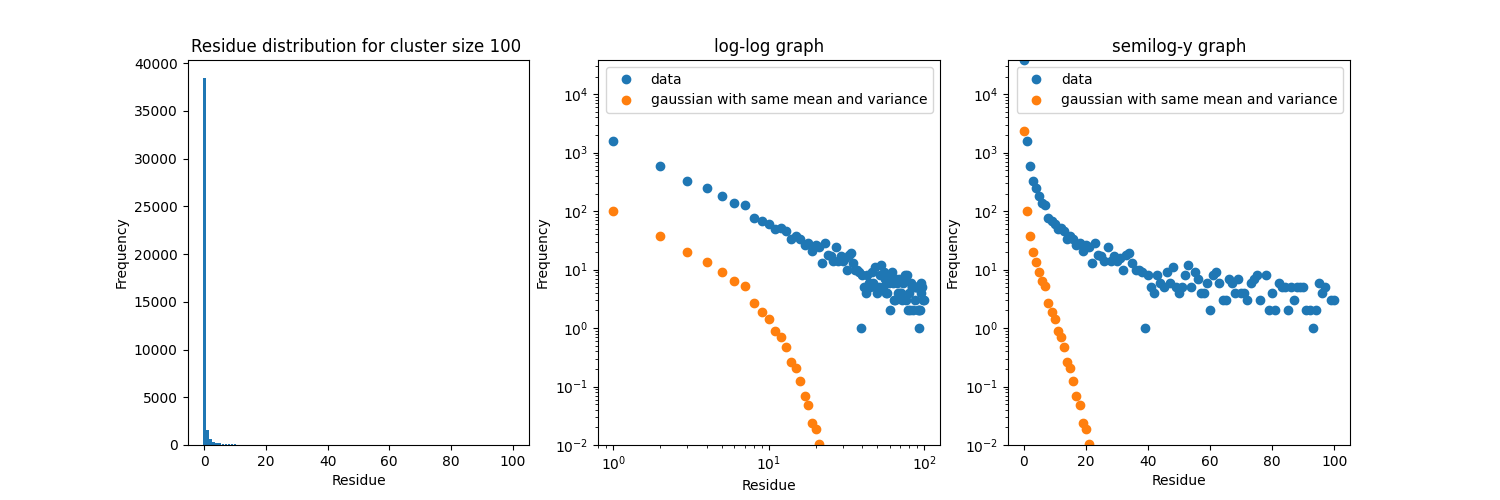 Residue distribution for cluster size 100
40000
35000
30000
25000
20000
15000
10000
5000
0
Frequency
0 20 40 60 80 100
Residue
log-log graph
data
gaussian with same mean and variance
10^4
10^3
10^2
10^1
10^0
10^-1
10^-2
Frequency
10^0 10^1 10^2
Residue
semilog-y graph
data
gaussian with same mean and variance
10^4
10^3
10^2
10^1
10^0
10^-1
10^-2
Frequency
0 20 40 60 80 100
Residue